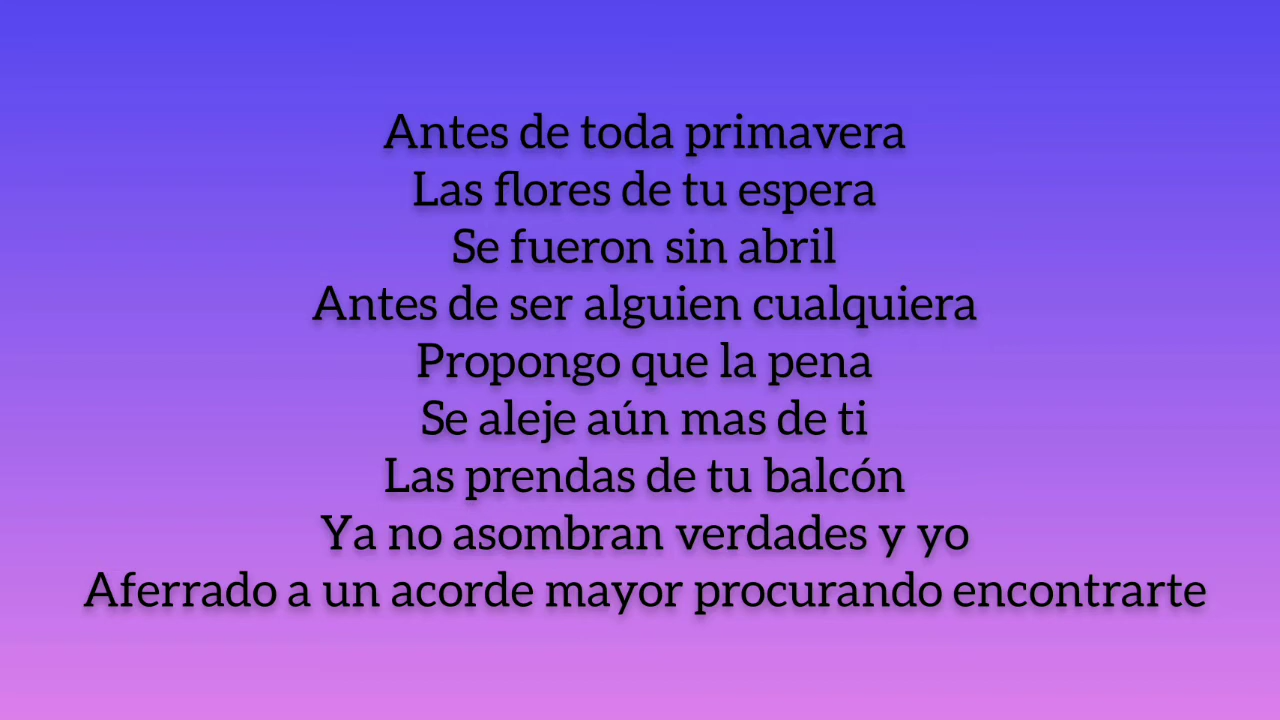 Antes de toda primavera
Las flores de tu espera
Se fueron sin abril
Antes de ser alguien cualquiera
Propongo que la pena
Se aleje aún mas de ti
Las prendas de tu balcón
Ya no asombran verdades y yo
Aferrado a un acorde mayor procurando encontrarte